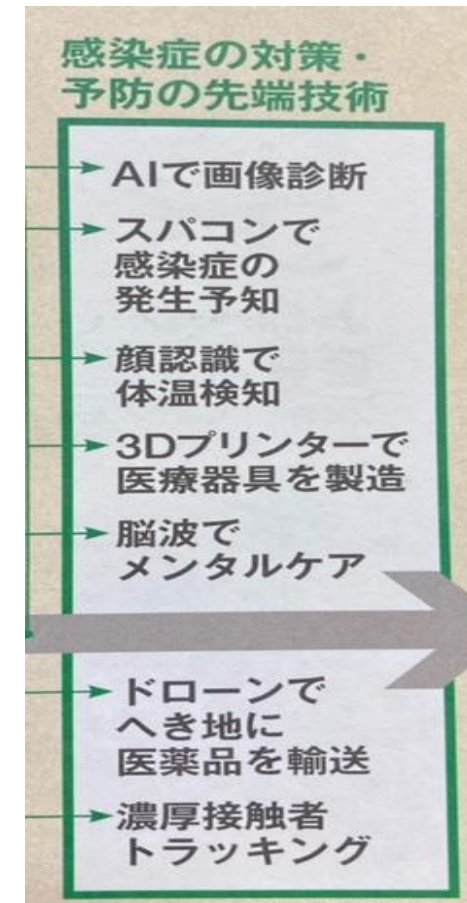 感染症の対策・
予防の先端技術
AIで画像診断
スパコンで
感染症の
発生予知
顔認識で
体温検知
3Dプリンターで
医療器具を製造
脳波で
メンタルケア
ドローンで
へき地に
医薬品を輸送
濃厚接触者
トラッキング